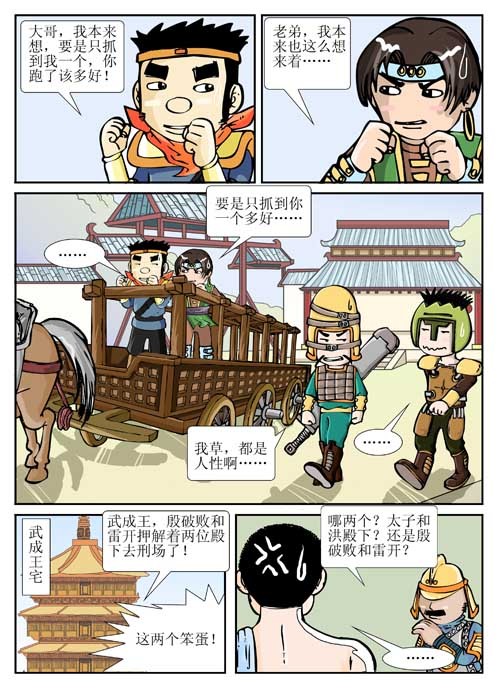 大哥，我本来
想，要是只抓
到我一个，你
跑了该多好！
老弟，我本
来也这么想
来着……
要是只抓到你
一个多好……
……
我草，都是
人性啊……
……
武成王宅
武成王，殷破败和
雷开押解着两位殿
下去刑场了！
这两个笨蛋！
哪两个？太子和
洪殿下？还是殷
破败和雷开？
……